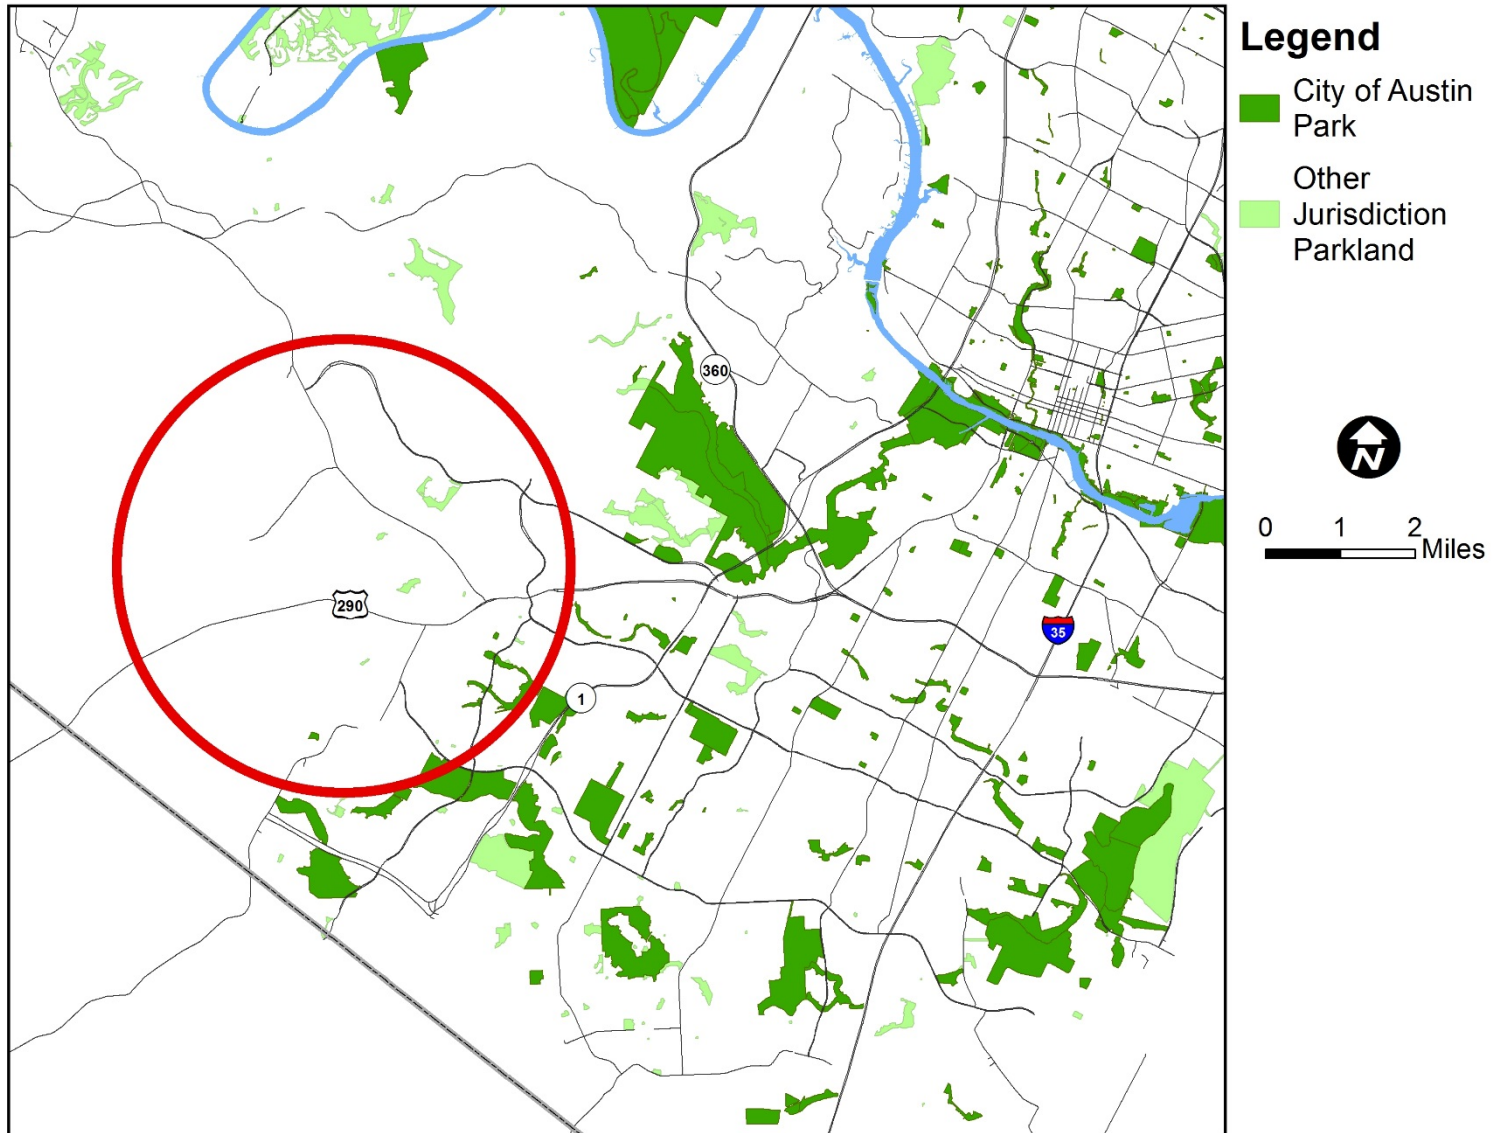 Legend
City of Austin
Park
Other
Jurisdiction
Parkland
360
N
0 1 2
Miles
290
35
1